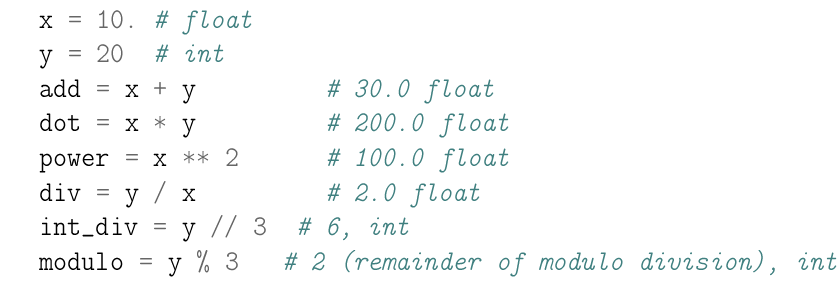 x = 10. # float
y = 20  # int
add = x + y         # 30.0 float
dot = x * y         # 200.0 float
power = x ** 2      # 100.0 float
div = y / x         # 2.0 float
int_div = y // 3  # 6, int
modulo = y % 3   # 2 (remainder of modulo division), int